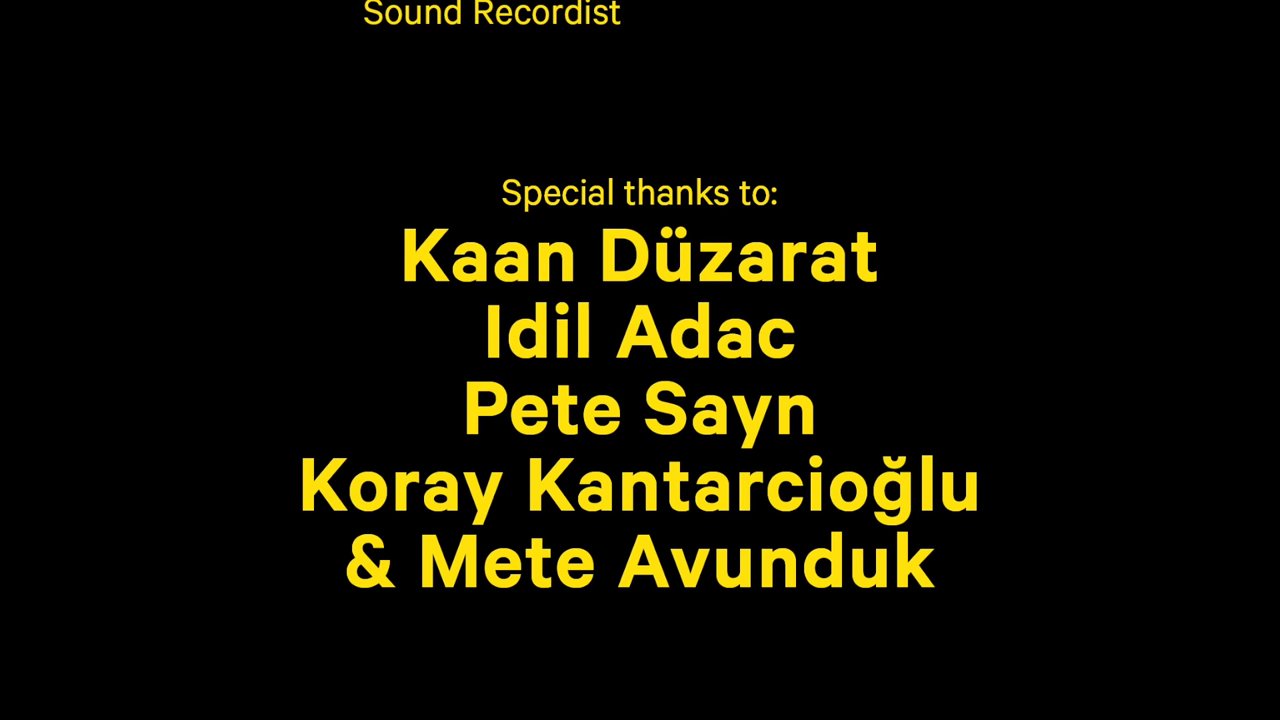 Sound Recordist
Special thanks to:
Kaan Düzarat
Idil Adac
Pete Sayn
Koray Kantarcioğlu
& Mete Avunduk